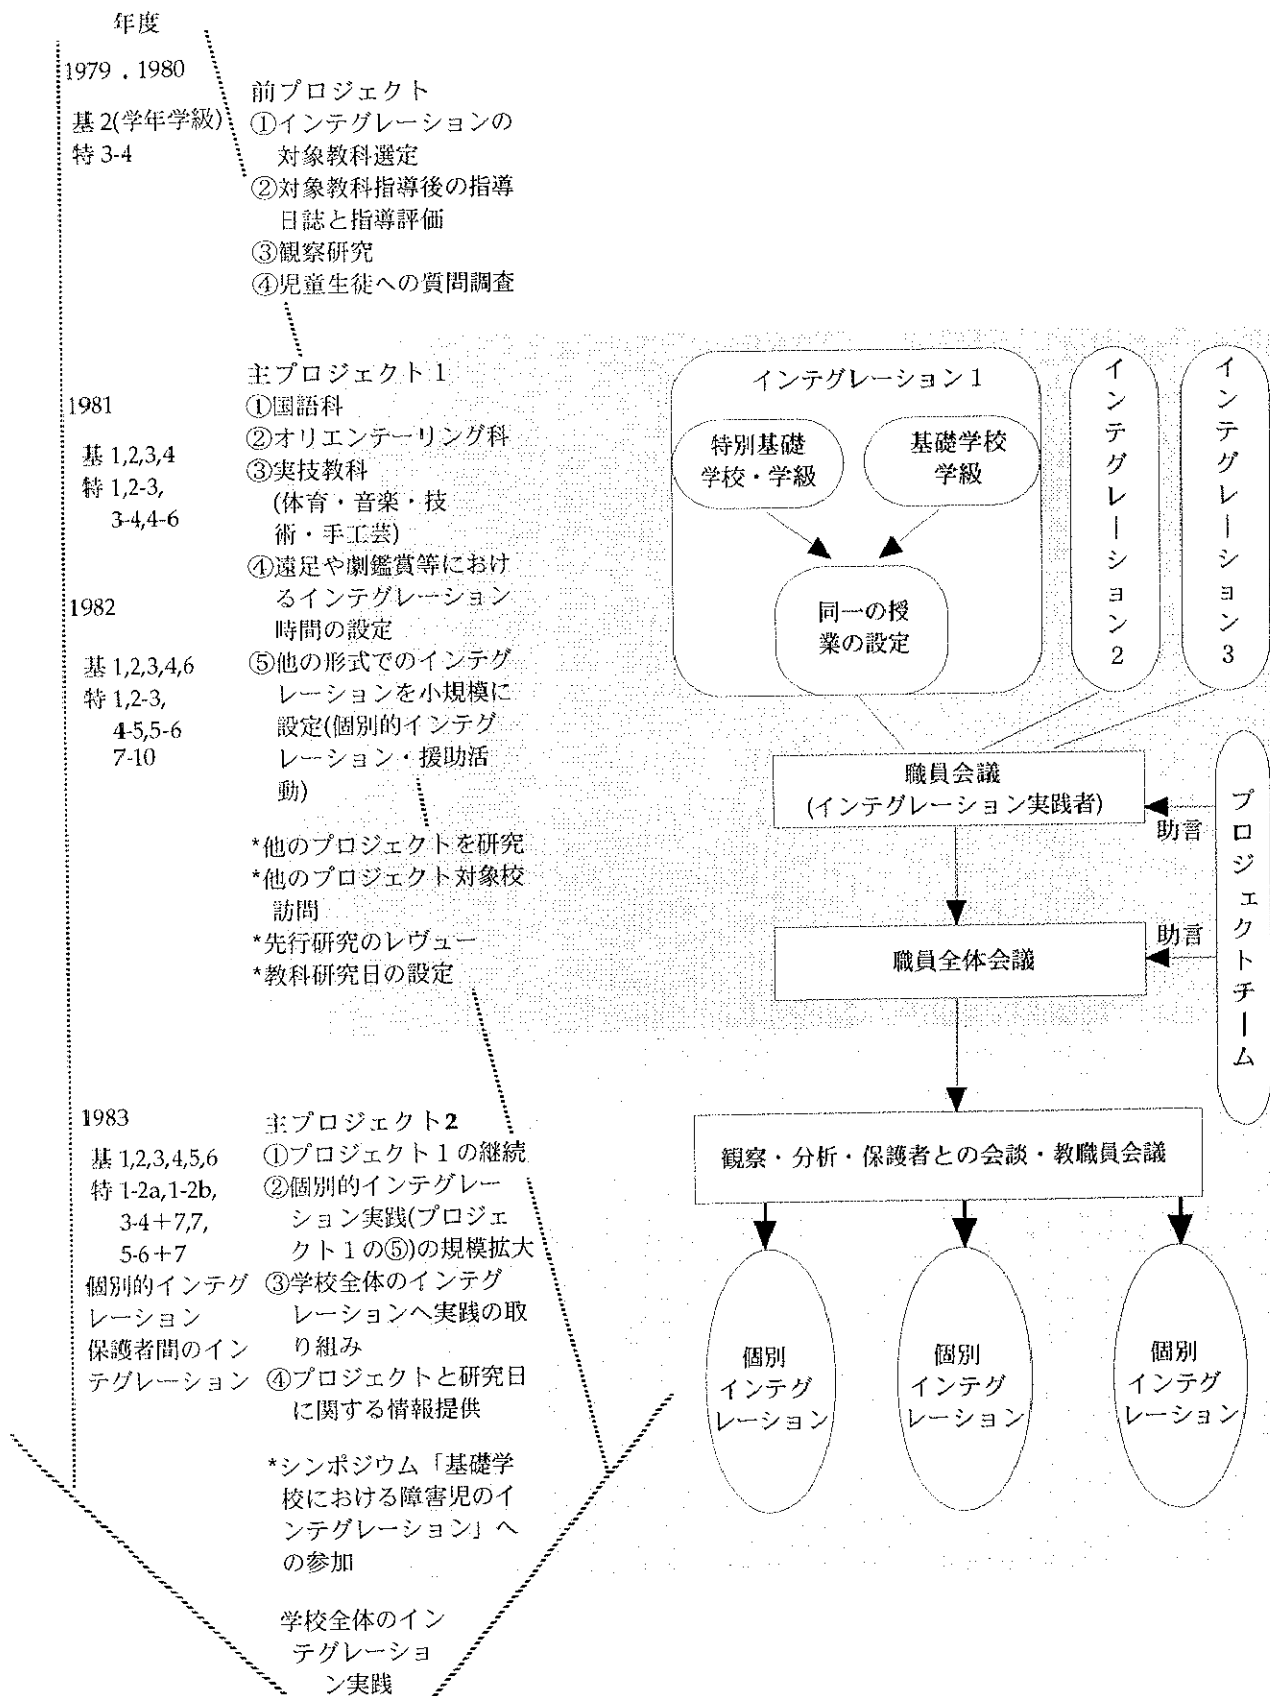 年度
1979．1980
基 2(学年学級)
特 3-4
前プロジェクト
①インテグレーションの
対象教科選定
②対象教科指導後の指導
日誌と指導評価
③観察研究
④児童生徒への質問調査
1981
基 1,2,3,4
特 1,2-3,
3-4,4-6
1982
基 1,2,3,4,6
特 1,2-3,
4-5,5-6
7-10
主プロジェクト 1
①国語科
②オリエンテーリング科
③実技教科
(体育・音楽・技
術・手工芸)
④遠足や劇鑑賞等におけ
るインテグレーション
時間の設定
⑤他の形式でのインテグ
レーションを小規模に
設定(個別的インテグ
レーション・援助活
動)
*他のプロジェクトを研究
*他のプロジェクト対象校
訪問
*先行研究のレヴュー
*教科研究日の設定
1983
基 1,2,3,4,5,6
特 1-2a,1-2b,
3-4＋7,7,
5-6＋7
個別的インテグ
レーション
保護者間のイン
テグレーション
主プロジェクト2
①プロジェクト 1 の継続
②個別的インテグレー
ション実践(プロジェ
クト 1 の⑤)の規模拡大
③学校全体のインテグ
レーションへ実践の取
り組み
④プロジェクトと研究日
に関する情報提供
*シンポジウム「基礎学
校における障害児のイ
ンテグレーション」へ
の参加
学校全体のイン
テグレーショ
ン実践
インテグレーション 1
特別基礎
学校・学級
基礎学校
学級
同一の授
業の設定
インテグレーション2
インテグレーション3
職員会議
(インテグレーション実践者)
助言
職員全体会議
助言
プロジェクトチーム
観察・分析・保護者との会談・教職員会議
個別
インテグ
レーション
個別
インテグ
レーション
個別
インテグ
レーション